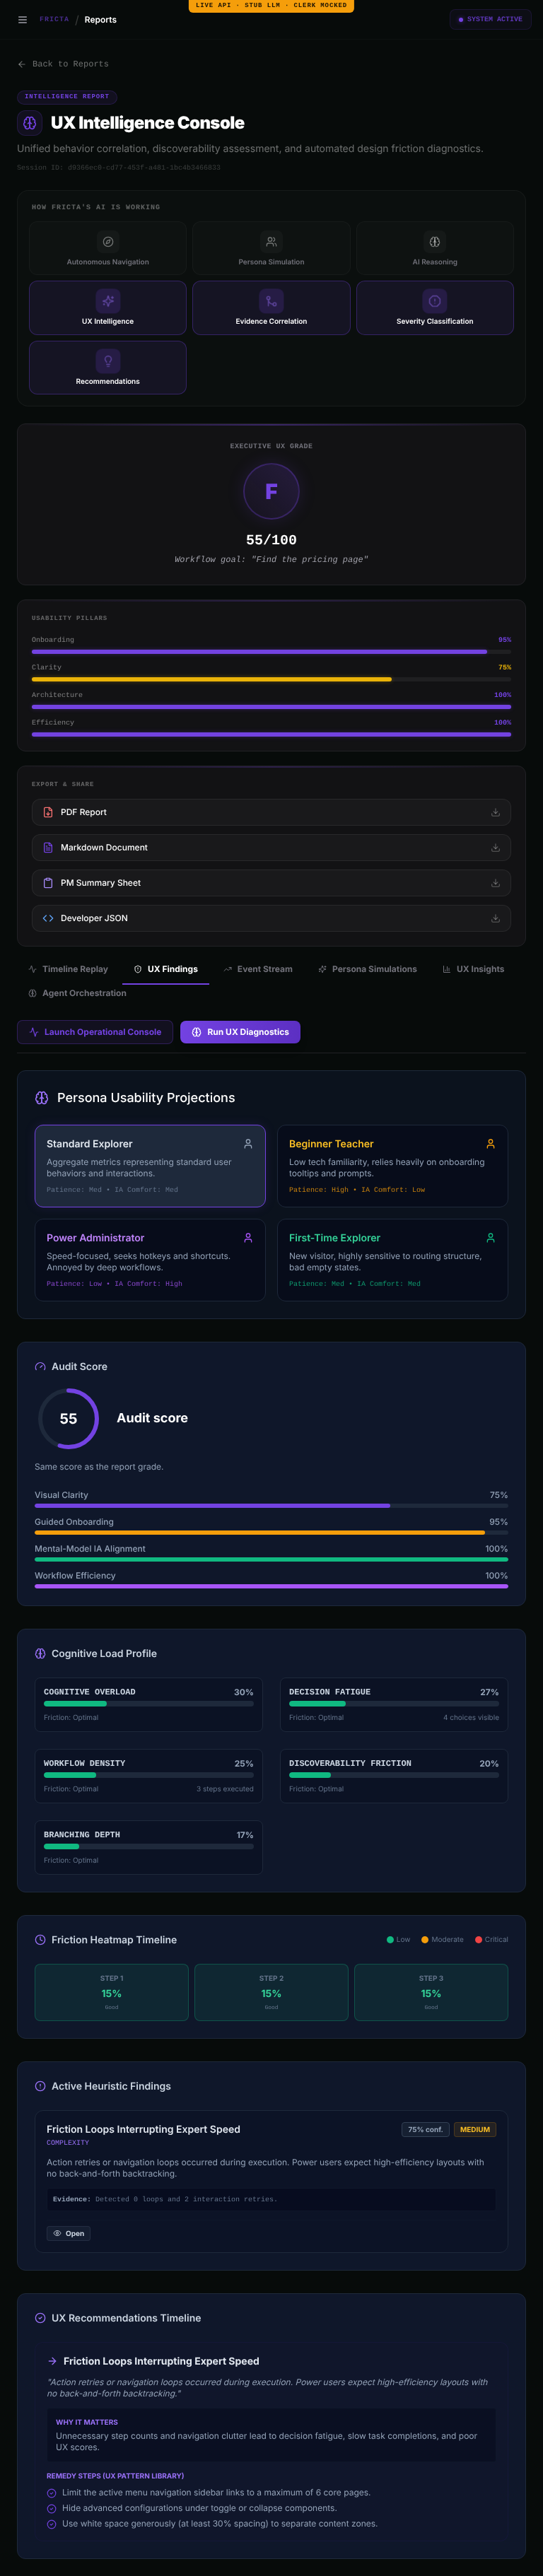 LIVE API · STUB LLM · CLERK MOCKED
FRICTA / Reports
SYSTEM ACTIVE
Back to Reports
INTELLIGENCE REPORT
UX Intelligence Console
Unified behavior correlation, discoverability assessment, and automated design friction diagnostics.
HOW FRICTA'S AI IS WORKING
Autonomous Navigation
Persona Simulation
AI Reasoning
UX Intelligence
Evidence Correlation
Severity Classification
Recommendations
EXECUTIVE UX GRADE
F
55/100
Workflow goal: "Find the pricing page"
USABILITY PILLARS
Onboarding 95%
Clarity 75%
Architecture 100%
Efficiency 100%
EXPORT & SHARE
PDF Report
Markdown Document
PM Summary Sheet
Developer JSON
Timeline Replay
UX Findings
Event Stream
Persona Simulations
UX Insights
Agent Orchestration
Launch Operational Console
Run UX Diagnostics
Persona Usability Projections
Standard Explorer
Aggregate metrics representing standard user
behaviors and interactions.
Patience: Med • IA Comfort: Med
Beginner Teacher
Low tech familiarity, relies heavily on onboarding
tooltips and prompts.
Patience: High • IA Comfort: Low
Power Administrator
Speed-focused, seeks hotkeys and shortcuts.
Annoyed by deep workflows.
Patience: Low • IA Comfort: High
First-Time Explorer
New visitor, highly sensitive to routing structure,
bad empty states.
Patience: Med • IA Comfort: Med
Audit Score
55
Audit score
Same score as the report grade.
Visual Clarity 75%
Guided Onboarding 95%
Mental-Model IA Alignment 100%
Workflow Efficiency 100%
Cognitive Load Profile
COGNITIVE OVERLOAD 30%
Friction: Optimal
DECISION FATIGUE 27%
Friction: Optimal 4 choices visible
WORKFLOW DENSITY 25%
Friction: Optimal 3 steps executed
DISCOVERABILITY FRICTION 20%
Friction: Optimal
BRANCHING DEPTH 17%
Friction: Optimal
Friction Heatmap Timeline
Low Moderate Critical
STEP 1
15%
Good
STEP 2
15%
Good
STEP 3
15%
Good
Active Heuristic Findings
Friction Loops Interrupting Expert Speed
75% conf. MEDIUM
COMPLEXITY
Action retries or navigation loops occurred during execution. Power users expect high-efficiency layouts with
no back-and-forth backtracking.
Evidence: Detected 0 loops and 2 interaction retries.
Open
UX Recommendations Timeline
Friction Loops Interrupting Expert Speed
"Action retries or navigation loops occurred during execution. Power users expect high-efficiency layouts with
no back-and-forth backtracking."
WHY IT MATTERS
Unnecessary step counts and navigation clutter lead to decision fatigue, slow task completions, and poor
UX scores.
REMEDY STEPS (UX PATTERN LIBRARY)
Limit the active menu navigation sidebar links to a maximum of 6 core pages.
Hide advanced configurations under toggle or collapse components.
Use white space generously (at least 30% spacing) to separate content zones.